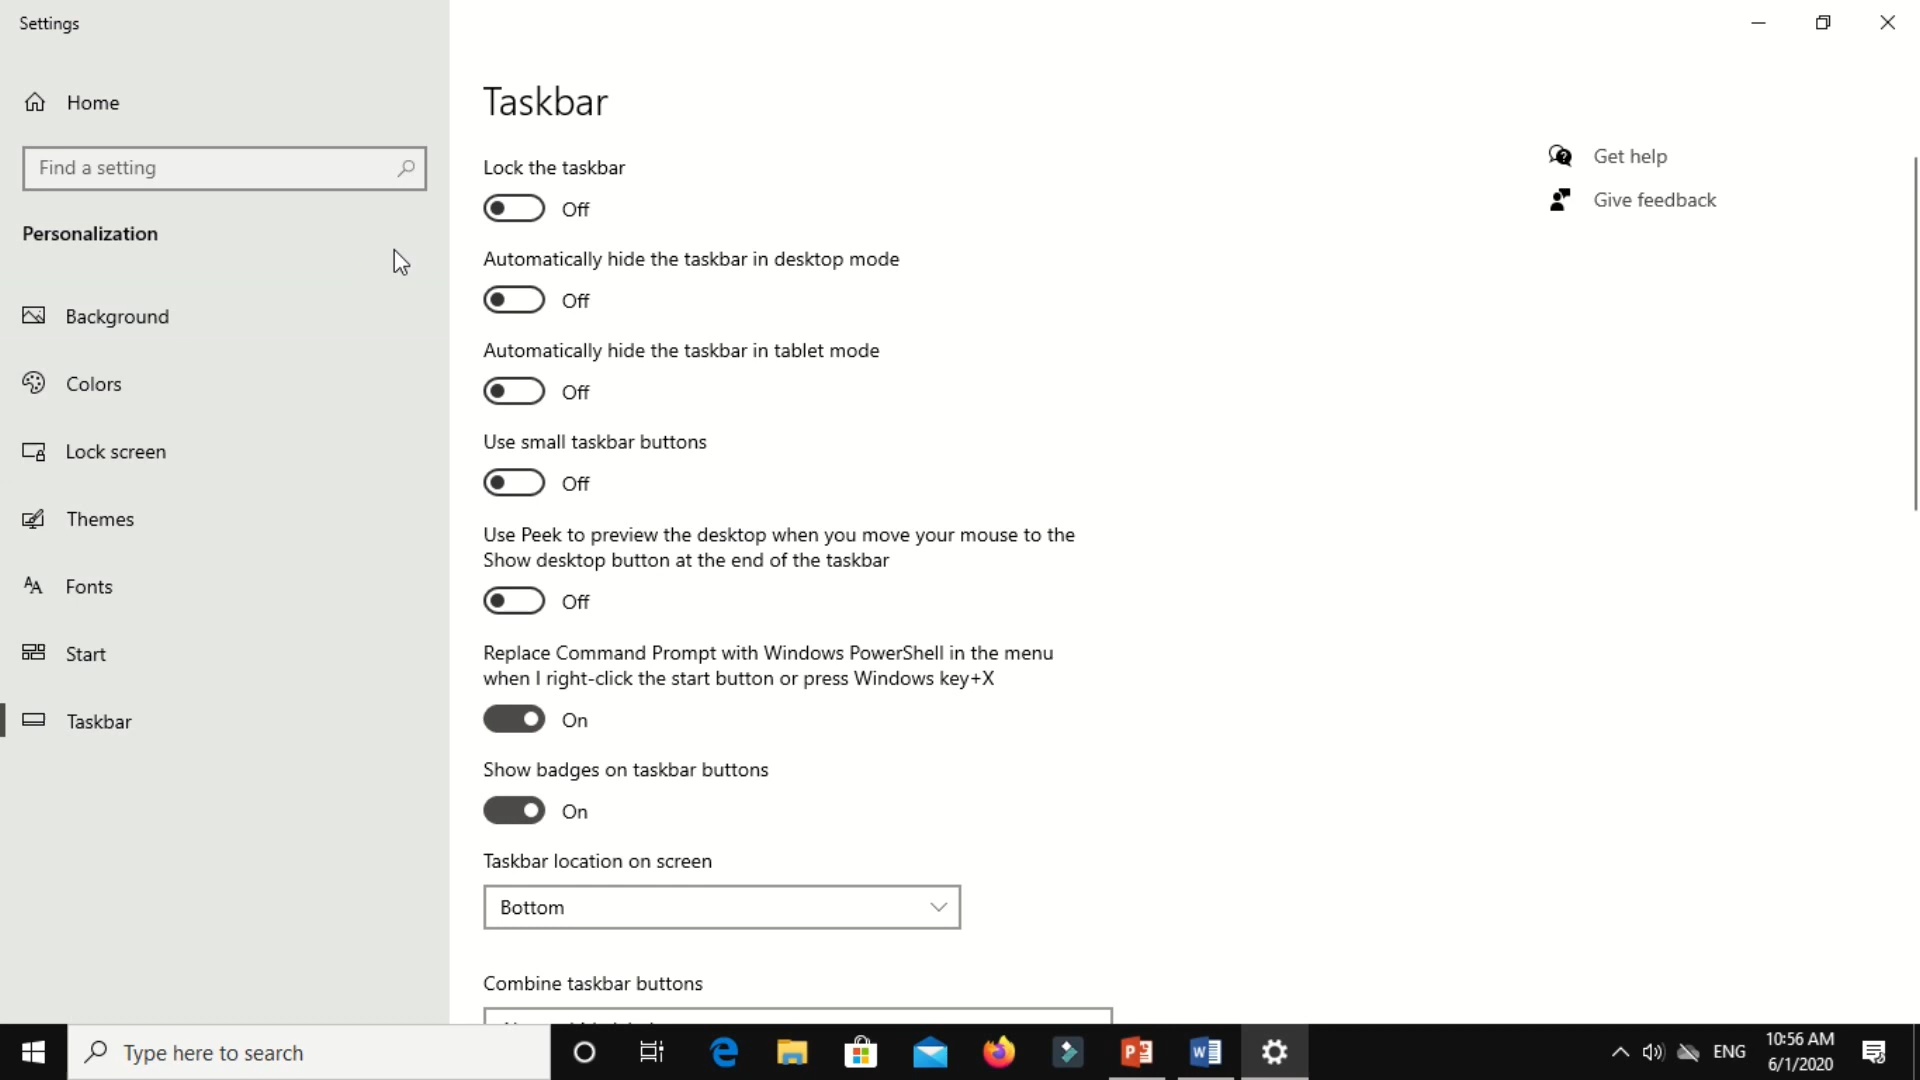 Settings
Home
Find a setting
Personalization
Background
Colors
Lock screen
Themes
Fonts
Start
Taskbar
Taskbar
Lock the taskbar
Off
Automatically hide the taskbar in desktop mode
Off
Automatically hide the taskbar in tablet mode
Off
Use small taskbar buttons
Off
Use Peek to preview the desktop when you move your mouse to the
Show desktop button at the end of the taskbar
Off
Replace Command Prompt with Windows PowerShell in the menu
when I right-click the start button or press Windows key+X
On
Show badges on taskbar buttons
On
Taskbar location on screen
Bottom
Combine taskbar buttons
Get help
Give feedback
Type here to search
ENG
10:56 AM
6/1/2020